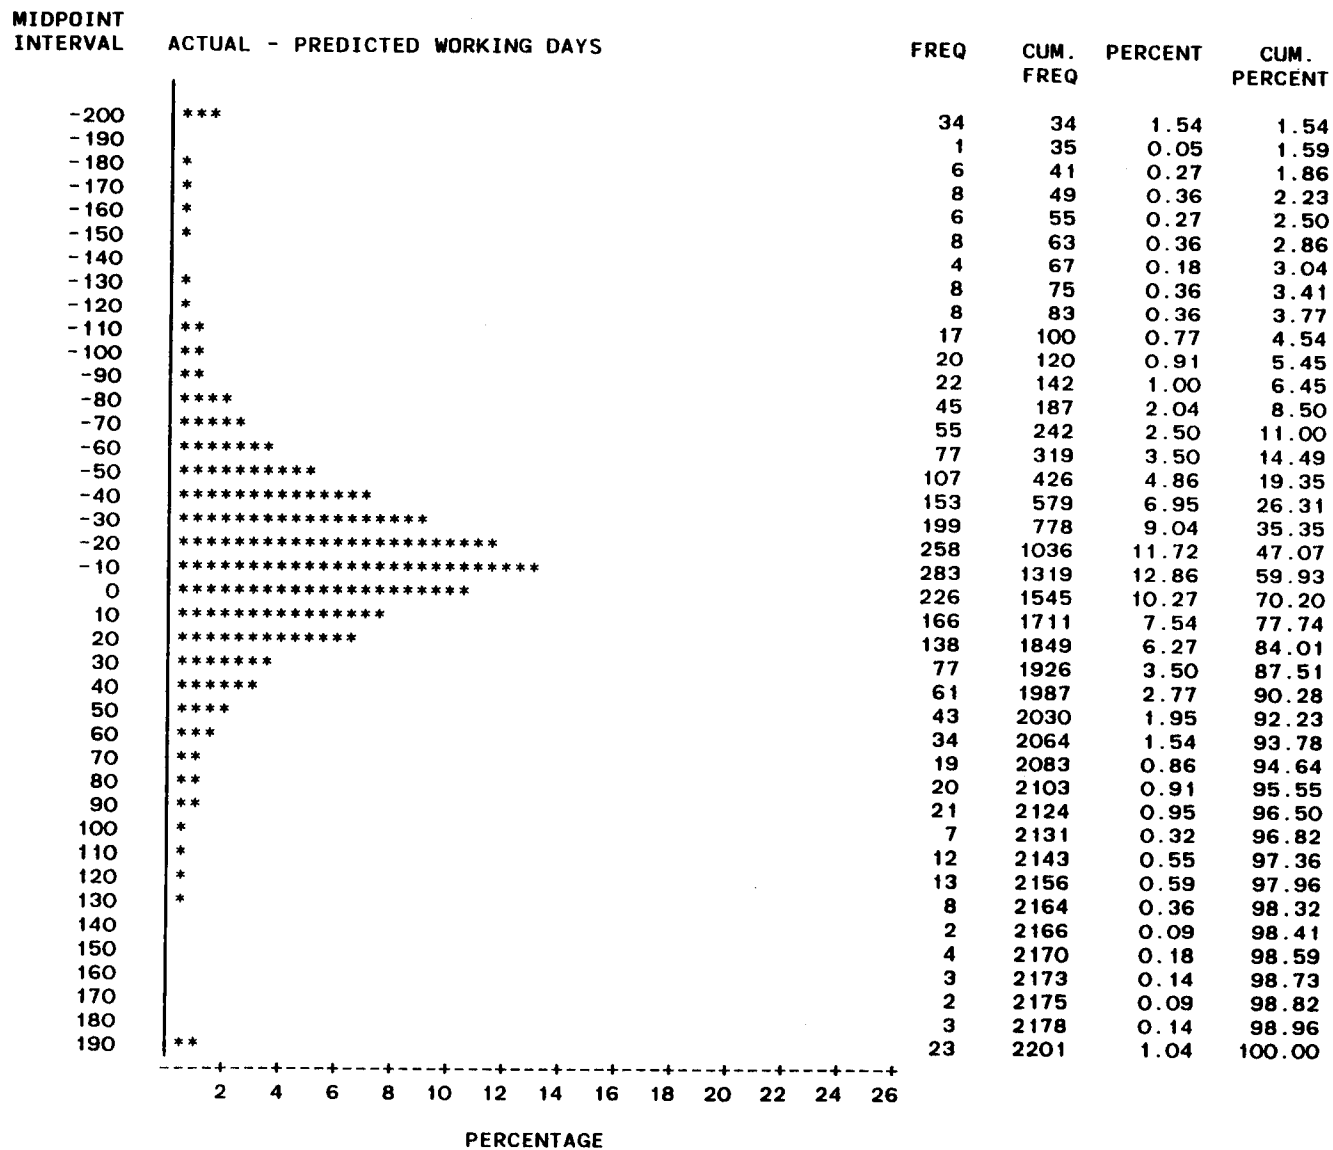 MIDPOINT
INTERVAL ACTUAL - PREDICTED WORKING DAYS FREQ CUM. PERCENT CUM.
FREQ PERCENT
-200 *** 34 34 1.54 1.54
-190 1 35 0.05 1.59
-180 * 6 41 0.27 1.86
-170 * 8 49 0.36 2.23
-160 * 6 55 0.27 2.50
-150 * 8 63 0.36 2.86
-140 4 67 0.18 3.04
-130 * 8 75 0.36 3.41
-120 * 8 83 0.36 3.77
-110 ** 17 100 0.77 4.54
-100 ** 20 120 0.91 5.45
-90 ** 22 142 1.00 6.45
-80 **** 45 187 2.04 8.50
-70 ***** 55 242 2.50 11.00
-60 ******* 77 319 3.50 14.49
-50 ********** 107 426 4.86 19.35
-40 ************** 153 579 6.95 26.31
-30 ****************** 199 778 9.04 35.35
-20 *********************** 258 1036 11.72 47.07
-10 ************************** 283 1319 12.86 59.93
0 ********************* 226 1545 10.27 70.20
10 *************** 166 1711 7.54 77.74
20 ************* 138 1849 6.27 84.01
30 ******* 77 1926 3.50 87.51
40 ****** 61 1987 2.77 90.28
50 **** 43 2030 1.95 92.23
60 *** 34 2064 1.54 93.78
70 ** 19 2083 0.86 94.64
80 ** 20 2103 0.91 95.55
90 ** 21 2124 0.95 96.50
100 * 7 2131 0.32 96.82
110 * 12 2143 0.55 97.36
120 * 13 2156 0.59 97.96
130 * 8 2164 0.36 98.32
140 2 2166 0.09 98.41
150 4 2170 0.18 98.59
160 3 2173 0.14 98.73
170 2 2175 0.09 98.82
180 3 2178 0.14 98.96
190 ** 23 2201 1.04 100.00
2 4 6 8 10 12 14 16 18 20 22 24 26
PERCENTAGE